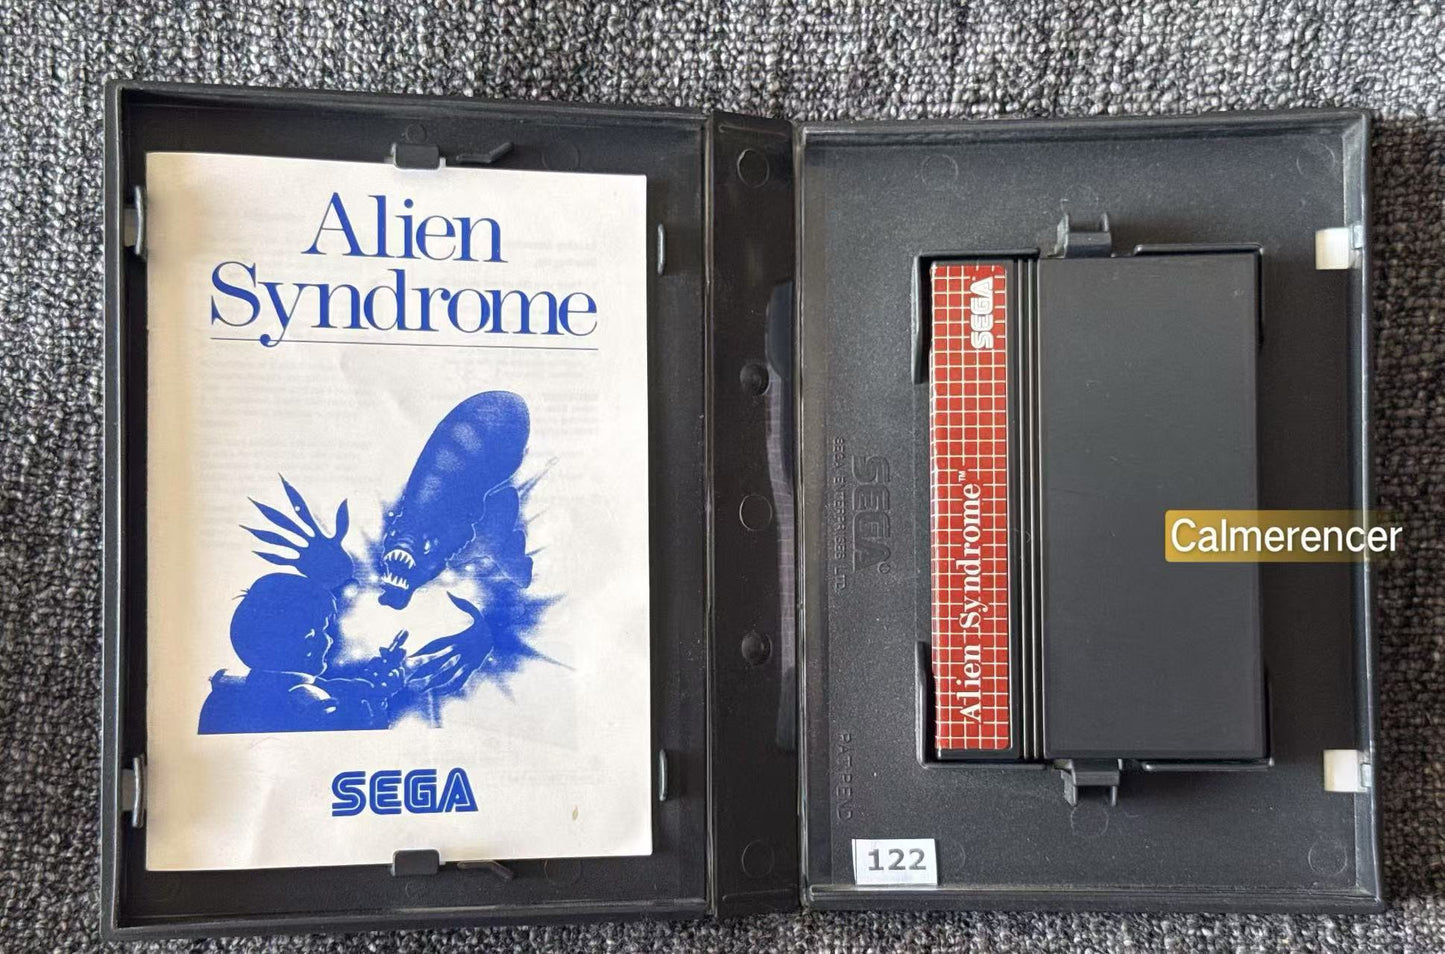 Alien
Syndrome
SEGA
SEGA
Alien Syndrome™
SEGA®
SEGA ENTERPRISES LTD.
PAT.PEND
122
Calmerencer